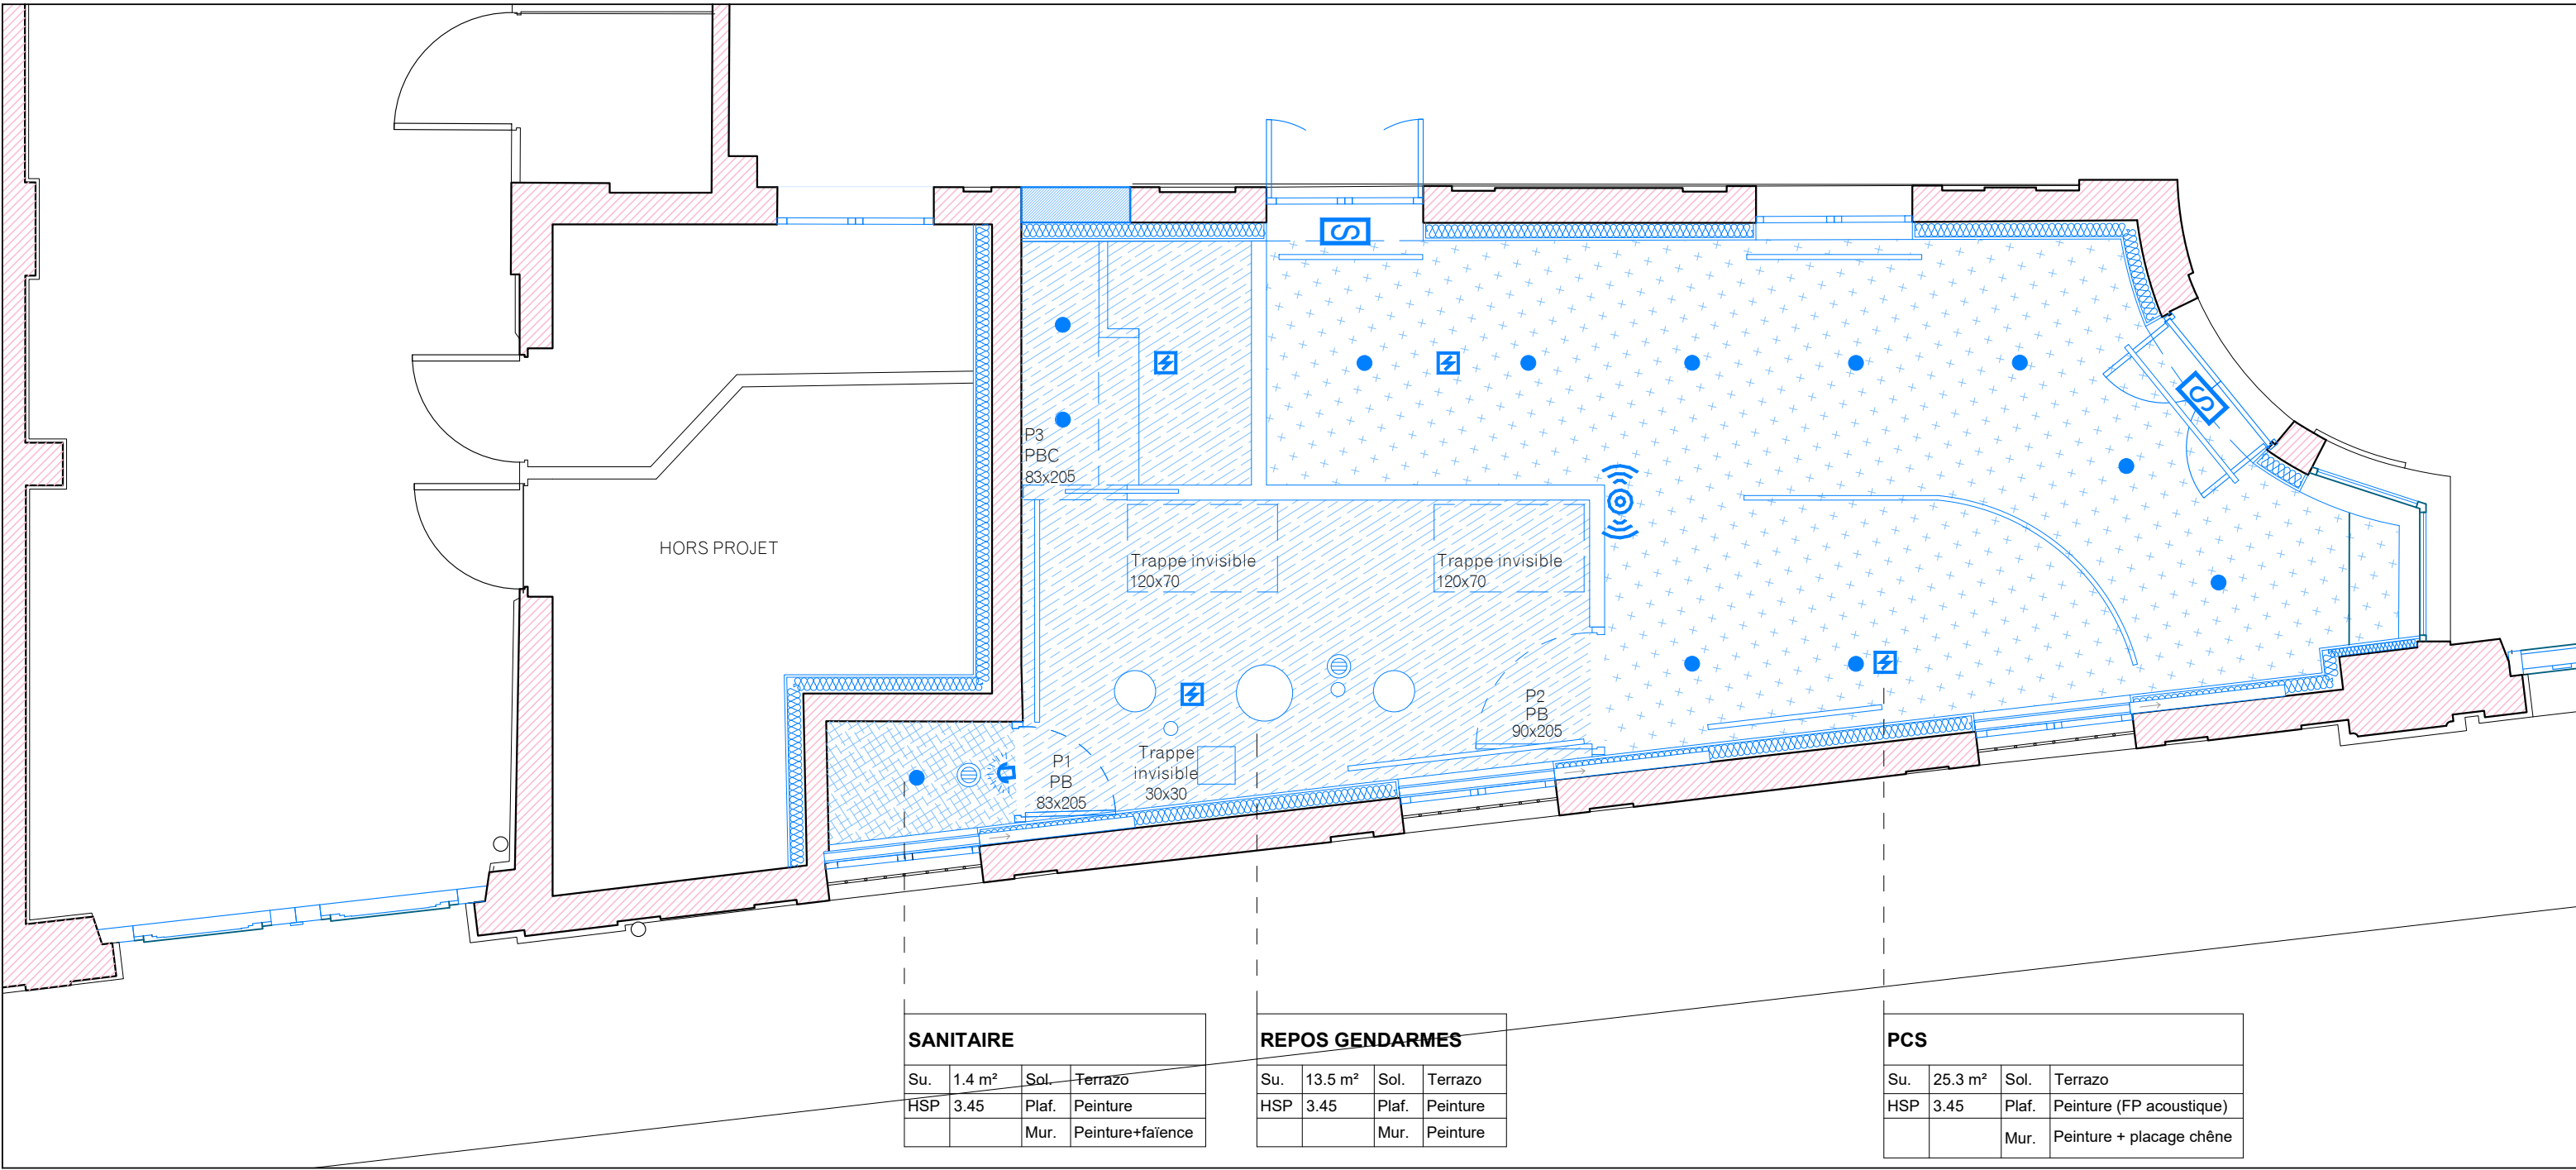 P3
PBC
83x205
HORS PROJET
Trappe invisible
120x70
Trappe invisible
120x70
P2
PB
90x205
P1
PB
83x205
Trappe
invisible
30x30
SANITAIRE
Su. 1.4 m² Sol. Terrazo
HSP 3.45 Plaf. Peinture
Mur. Peinture+faïence
REPOS GENDARMES
Su. 13.5 m² Sol. Terrazo
HSP 3.45 Plaf. Peinture
Mur. Peinture
PCS
Su. 25.3 m² Sol. Terrazo
HSP 3.45 Plaf. Peinture (FP acoustique)
Mur. Peinture + placage chêne